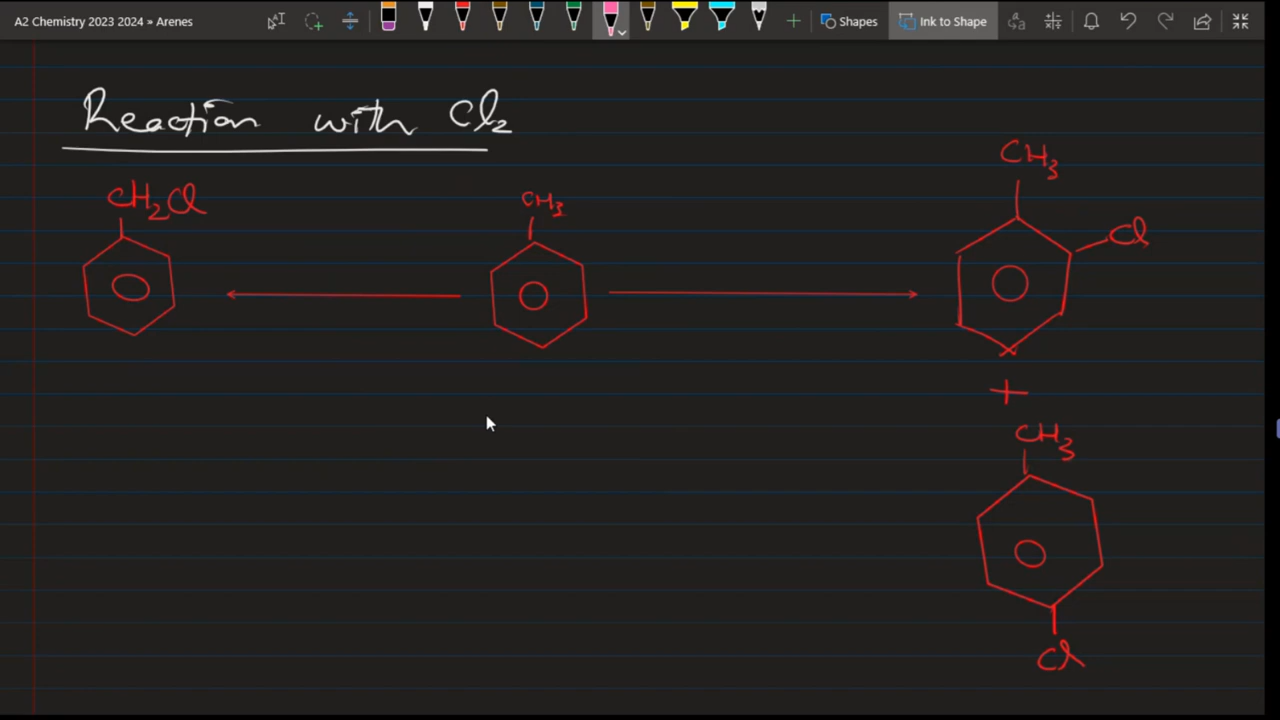 A2 Chemistry 2023 2024 » Arenes
Shapes
Ink to Shape
Reaction with Cl₂
CH₂Cl
CH₃
CH₃
Cl
+
CH₃
Cl